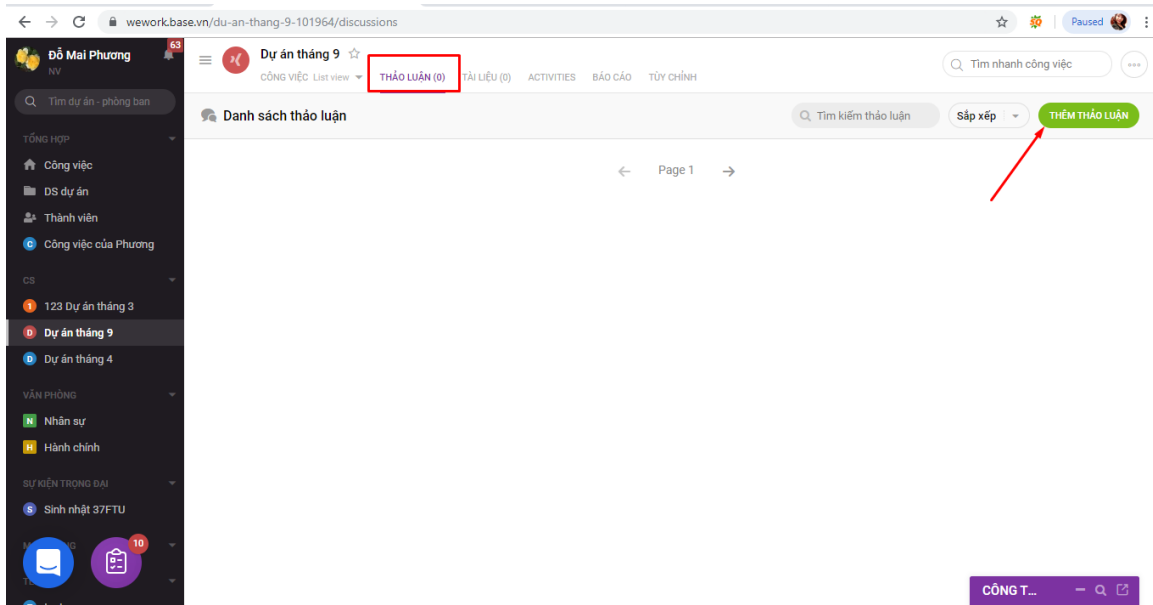 wework.base.vn/du-an-thang-9-101964/discussions
Paused
Đỗ Mai Phương
63
NV
Tìm dự án - phòng ban
TỔNG HỢP
Công việc
DS dự án
Thành viên
C Công việc của Phương
CS
1 123 Dự án tháng 3
D Dự án tháng 9
D Dự án tháng 4
VĂN PHÒNG
N Nhân sự
H Hành chính
SỰ KIỆN TRỌNG ĐẠI
S Sinh nhật 37FTU
10
Dự án tháng 9
CÔNG VIỆC List view THẢO LUẬN (0) TÀI LIỆU (0) ACTIVITIES BÁO CÁO TÙY CHỈNH
Tìm nhanh công việc
Danh sách thảo luận
Tìm kiếm thảo luận
Sắp xếp
THÊM THẢO LUẬN
Page 1
CÔNG T...